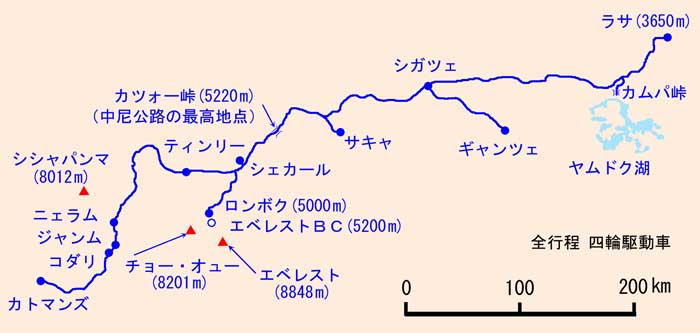 ラサ(3650m)
シガツェ
カムパ峠
カツォー峠(5220m)
(中尼公路の最高地点)
サキャ
ギャンツェ
ヤムドク湖
ティンリー
シェカール
シシャパンマ
(8012m)
ロンボク(5000m)
エベレストBC(5200m)
ニェラム
ジャンム
コダリ
チョー・オユー
(8201m)
エベレスト
(8848m)
カトマンズ
全行程 四輪駆動車
0 100 200 km